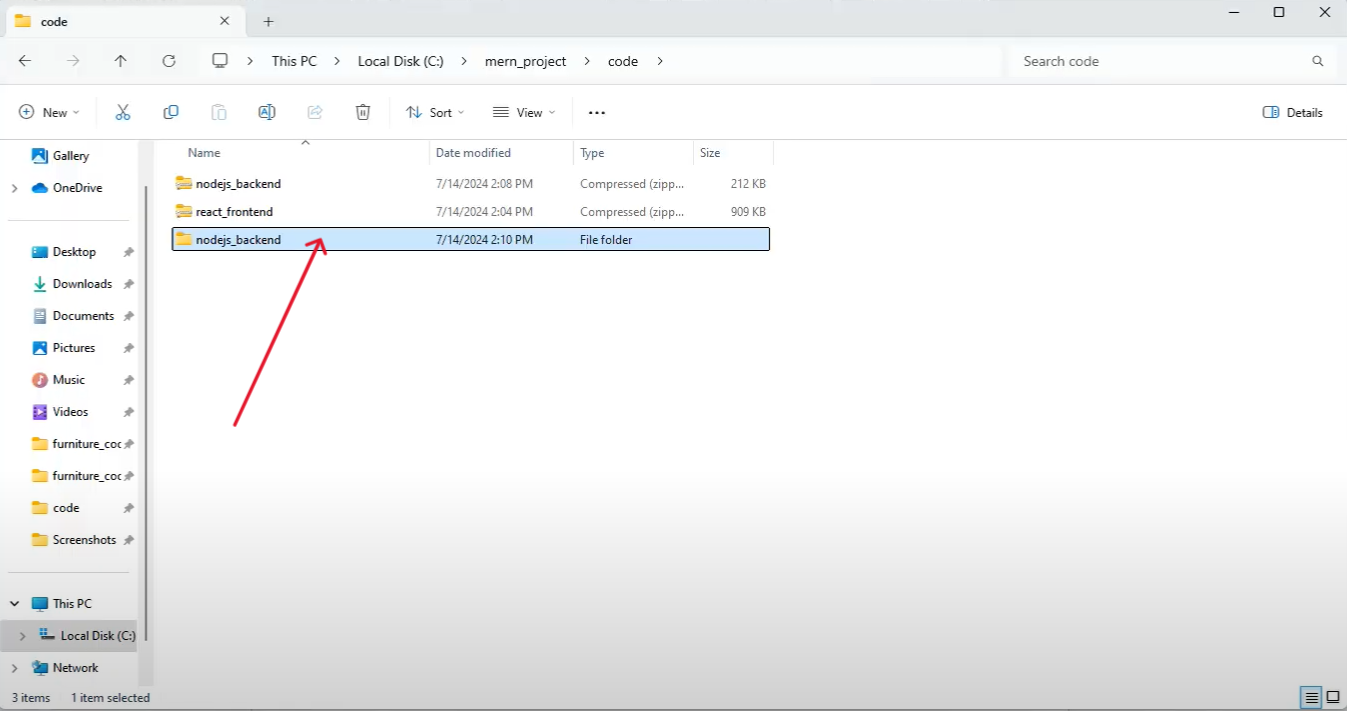 code
This PC > Local Disk (C:) > mern_project > code >
Search code
New
Sort
View
Details
Gallery
OneDrive
Desktop
Downloads
Documents
Pictures
Music
Videos
furniture_coc
furniture_coc
code
Screenshots
This PC
Local Disk (C:)
Network
Name Date modified Type Size
nodejs_backend 7/14/2024 2:08 PM Compressed (zipp... 212 KB
react_frontend 7/14/2024 2:04 PM Compressed (zipp... 909 KB
nodejs_backend 7/14/2024 2:10 PM File folder
3 items 1 item selected